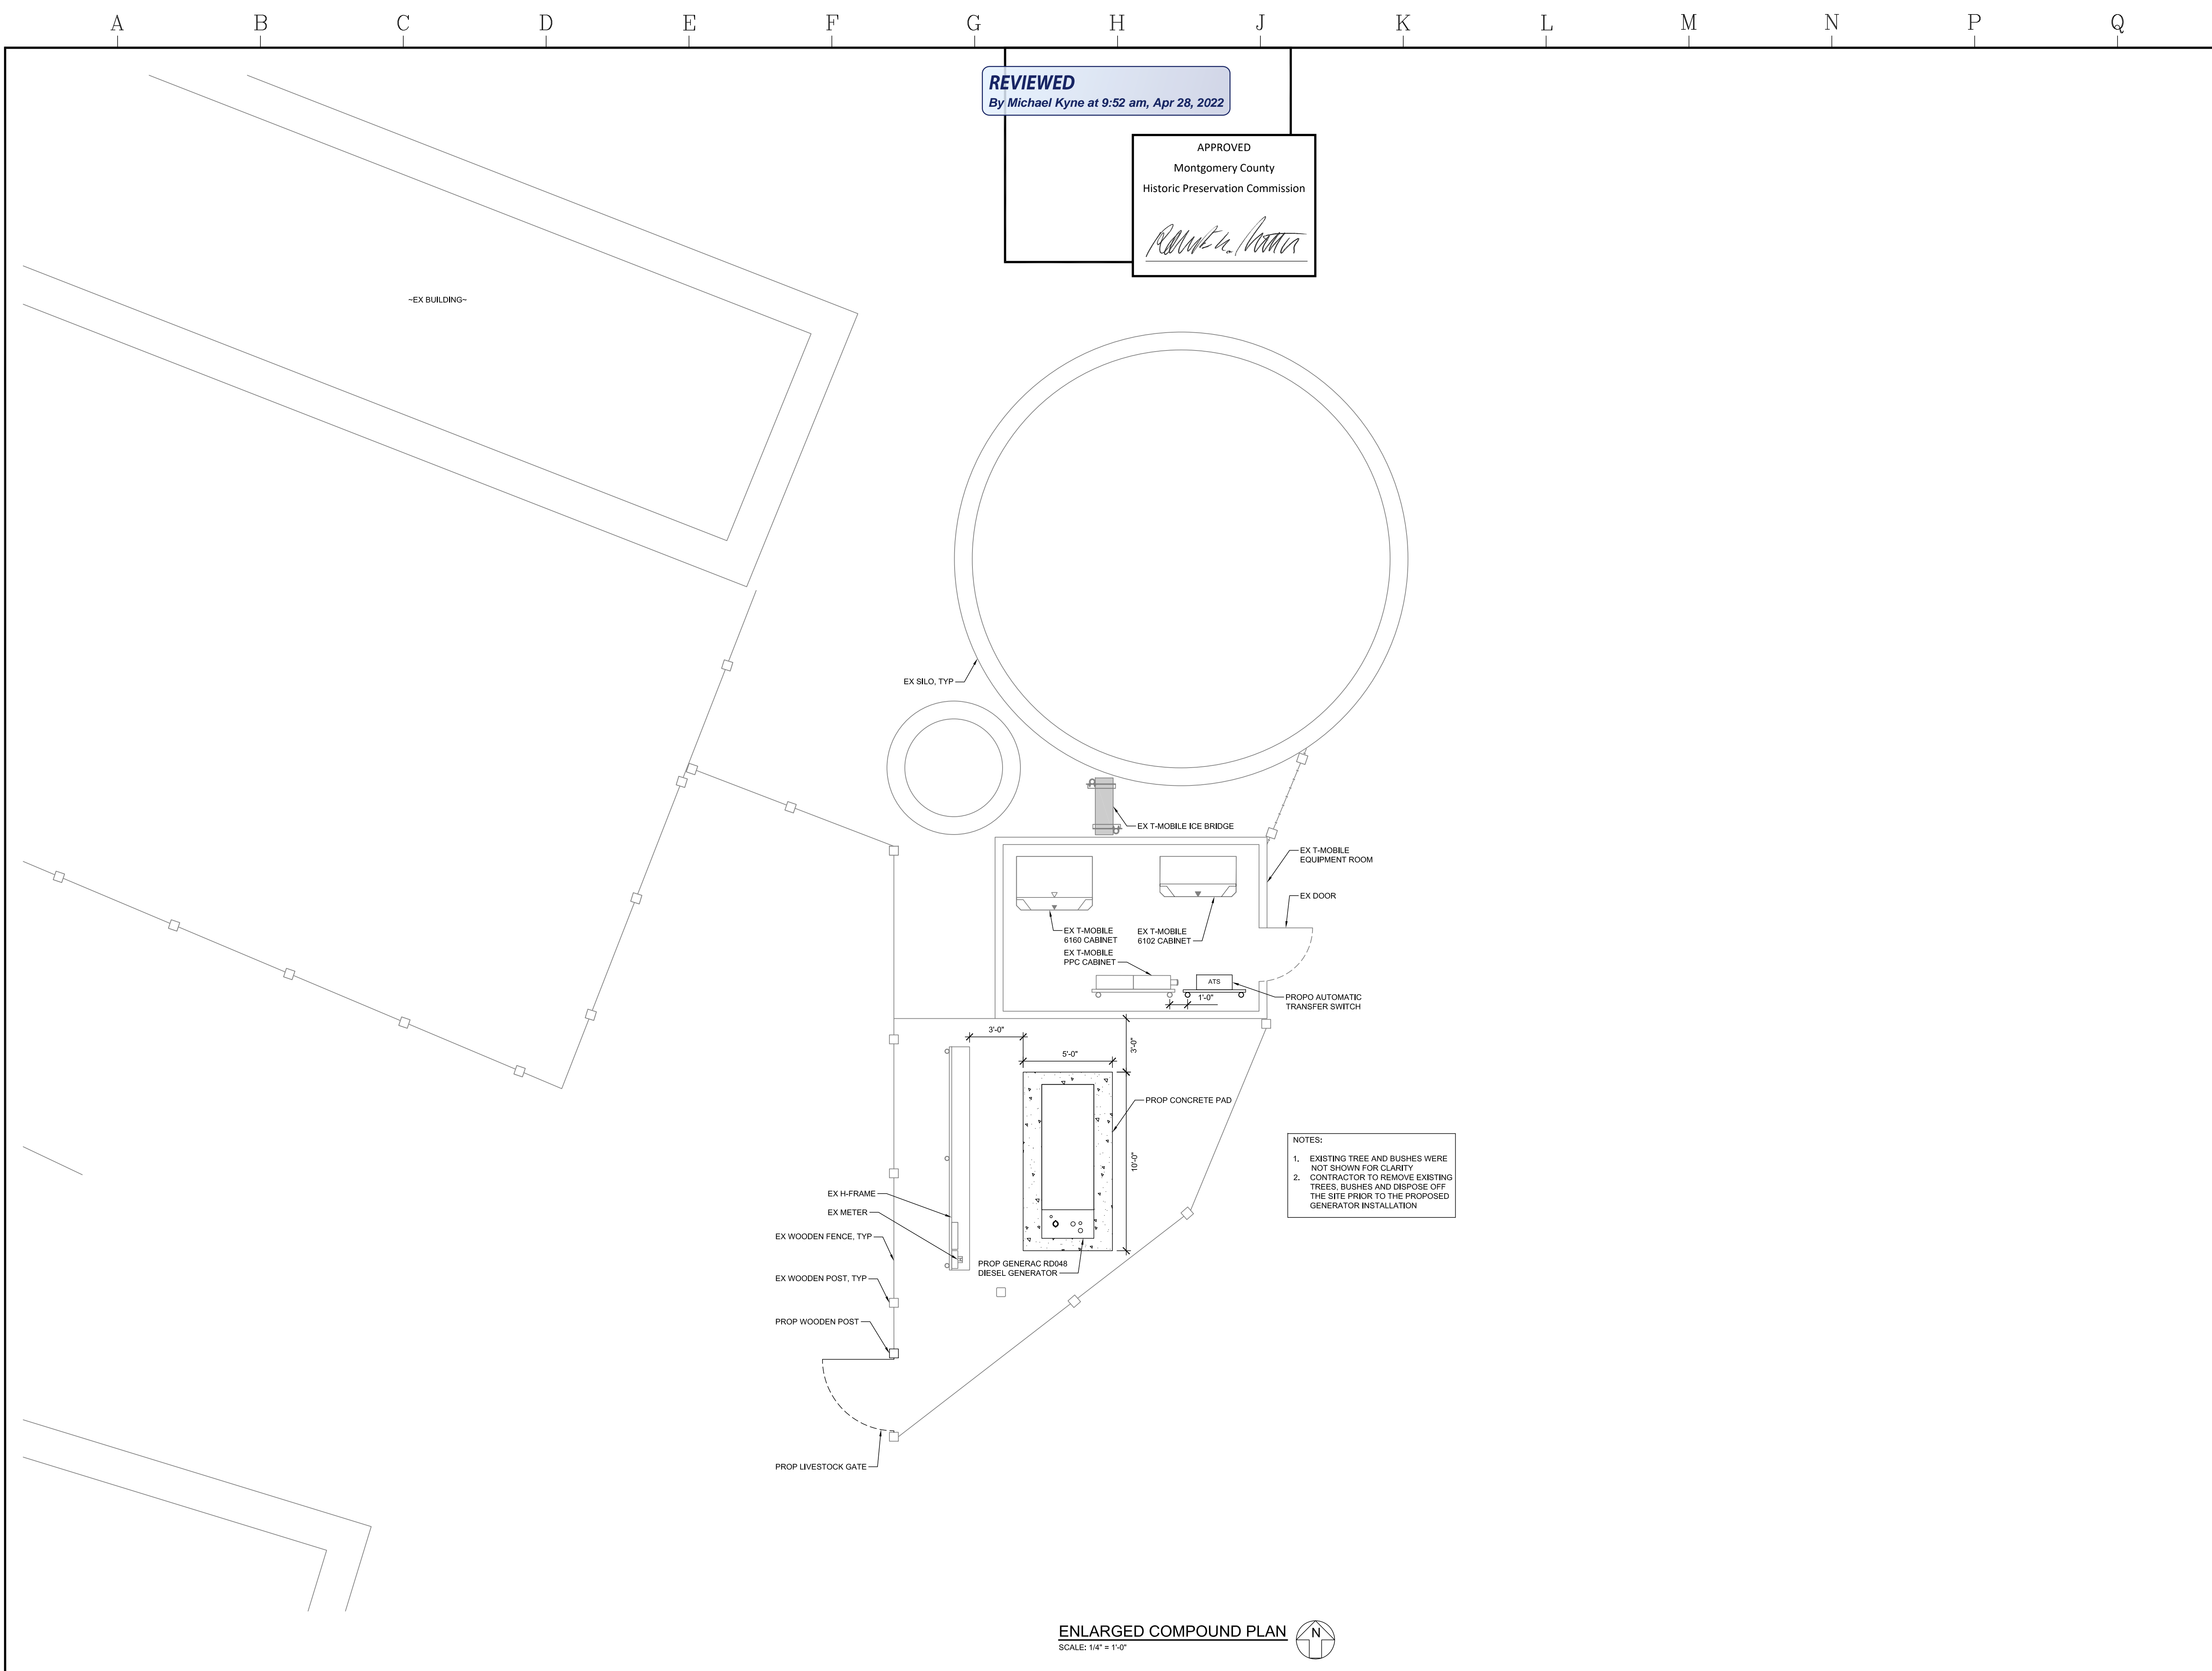 A B C D E F G H J K L M N P Q
REVIEWED
By Michael Kyne at 9:52 am, Apr 28, 2022
APPROVED
Montgomery County
Historic Preservation Commission
~EX BUILDING~
EX SILO, TYP
EX T-MOBILE ICE BRIDGE
EX T-MOBILE
EQUIPMENT ROOM
EX DOOR
EX T-MOBILE
6160 CABINET
EX T-MOBILE
6102 CABINET
EX T-MOBILE
PPC CABINET
ATS
1'-0"
PROPO AUTOMATIC
TRANSFER SWITCH
3'-0"
3'-0"
5'-0"
PROP CONCRETE PAD
10'-0"
NOTES:
1. EXISTING TREE AND BUSHES WERE
NOT SHOWN FOR CLARITY
2. CONTRACTOR TO REMOVE EXISTING
TREES, BUSHES AND DISPOSE OFF
THE SITE PRIOR TO THE PROPOSED
GENERATOR INSTALLATION
EX H-FRAME
EX METER
EX WOODEN FENCE, TYP
PROP GENERAC RD048
DIESEL GENERATOR
EX WOODEN POST, TYP
PROP WOODEN POST
PROP LIVESTOCK GATE
ENLARGED COMPOUND PLAN
N
SCALE: 1/4" = 1'-0"